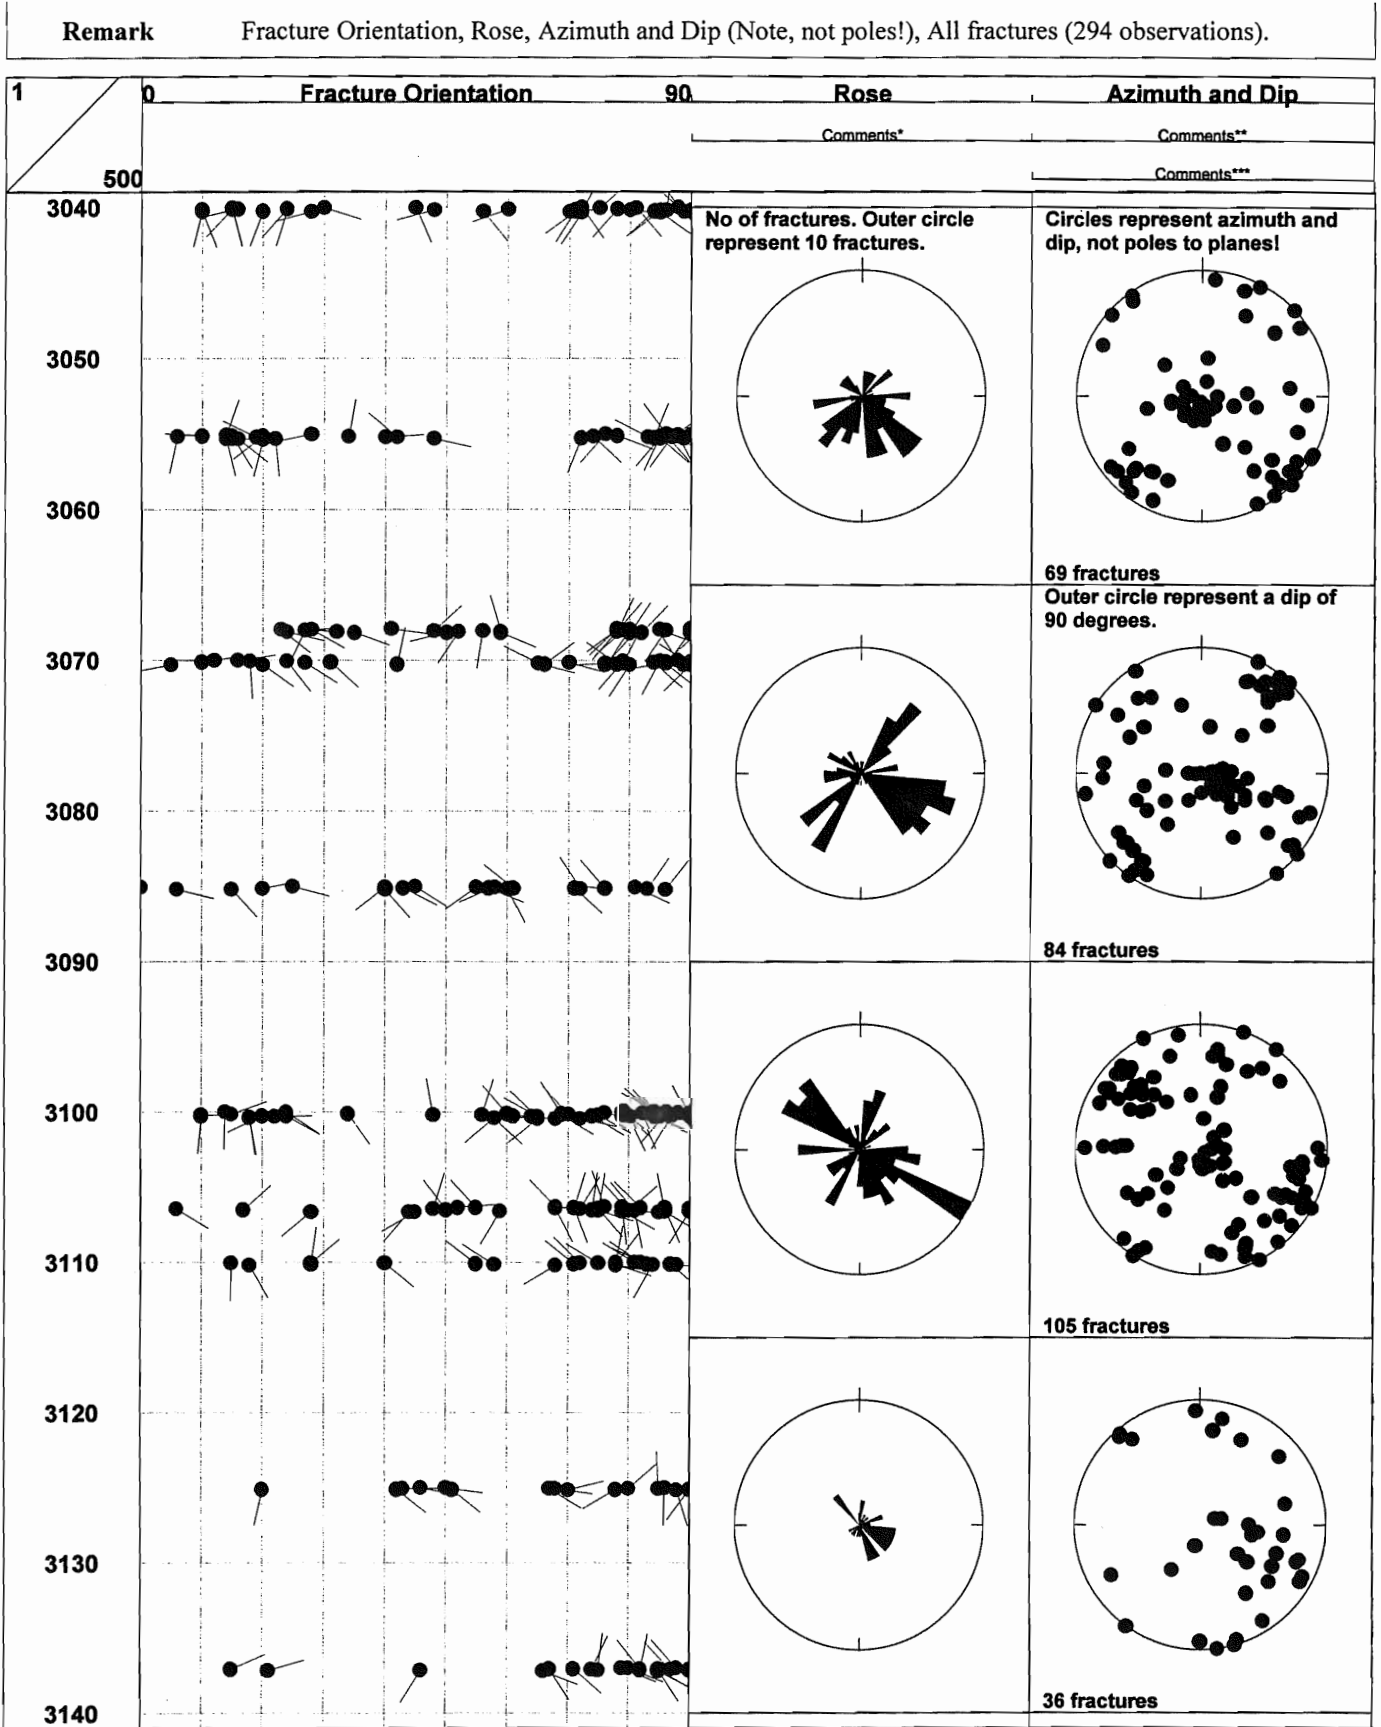 Remark Fracture Orientation, Rose, Azimuth and Dip (Note, not poles!), All fractures (294 observations).
1 0 Fracture Orientation 90 Rose Azimuth and Dip
Comments* Comments**
500 Comments***
3040
No of fractures. Outer circle
represent 10 fractures.
Circles represent azimuth and
dip, not poles to planes!
3050
3060
69 fractures
Outer circle represent a dip of
90 degrees.
3070
3080
84 fractures
3090
3100
3110
105 fractures
3120
3130
36 fractures
3140